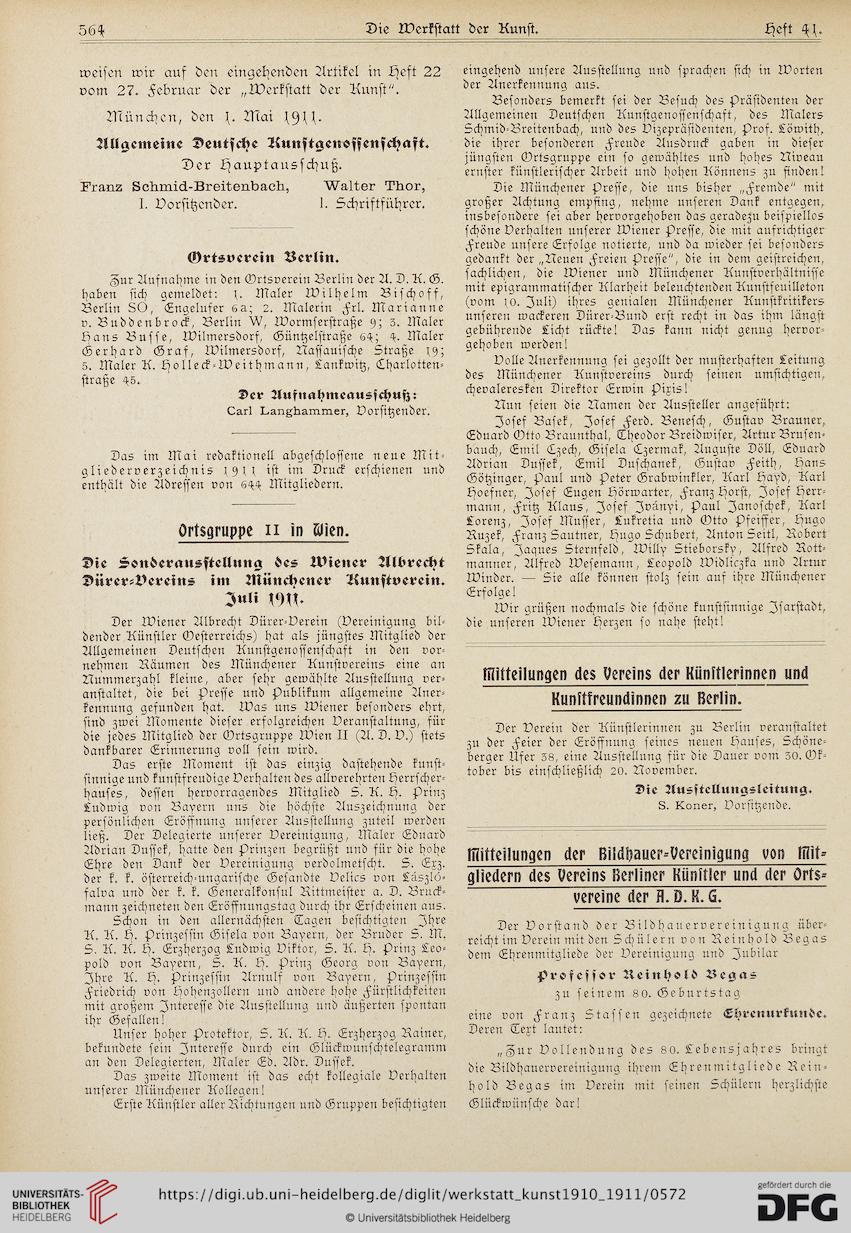 564
Die Werkstatt der Kunst.
Heft 41.
weisen wir auf den eingehenden Artikel in Heft 22
vom 27. Februar der „Werkstatt der Kunst“.
München, den 1. Mai 1911.
Allgemeine Deutsche Kunstgenossenschaft.
Der Hauptausschuß.
Franz Schmid-Breitenbach, Walter Thor,
I. Vorsitzender. 1. Schriftführer.
Ortsverein Berlin.
Zur Aufnahme in den Ortsverein Berlin der A. D. K. G.
haben sich gemeldet: 1. Maler Wilhelm Bischoff,
Berlin SO, Engelufer 6a; 2. Malerin Frl. Marianne
v. Buddenbrock, Berlin W, Wormserstraße 9; 3. Maler
Hans Busse, Wilmersdorf, Güntzelstraße 64; 4. Maler
Gerhard Graf, Wilmersdorf, Nassauische Straße 19;
5. Maler K. Holleck-Weithmann, Lankwitz, Charlotten-
straße 45.
Der Aufnahmeausschuß:
Carl Langhammer, Vorsitzender.
Das im Mai redaktionell abgeschlossene neue Mit-
gliederverzeichnis 1911 ist im Druck erschienen und
enthält die Adressen von 644 Mitgliedern.
Ortsgruppe II in Wien.
Die Sonderausstellung des Wiener Albrecht
Dürer-Vereins im Münchener Kunstverein.
Juli 1911.
Der Wiener Albrecht Dürer-Verein (Vereinigung bil-
dender Künstler Oesterreichs) hat als jüngstes Mitglied der
Allgemeinen Deutschen Kunstgenossenschaft in den vor-
nehmen Räumen des Münchener Kunstvereins eine an
Nummerzahl kleine, aber sehr gewählte Ausstellung ver-
anstaltet, die bei Presse und Publikum allgemeine Aner-
kennung gefunden hat. Was uns Wiener besonders ehrt,
sind zwei Momente dieser erfolgreichen Veranstaltung, für
die jedes Mitglied der Ortsgruppe Wien II (A. D. V.) stets
dankbarer Erinnerung voll sein wird.
Das erste Moment ist das einzig dastehende kunst-
sinnige und kunstfreudige Verhalten des allverehrten Herrscher-
hauses, dessen hervorragendes Mitglied S. K. H. Prinz
Ludwig von Bayern uns die höchste Auszeichnung der
persönlichen Eröffnung unserer Ausstellung zuteil werden
ließ. Der Delegierte unserer Vereinigung, Maler Eduard
Adrian Dussek, hatte den Prinzen begrüßt und für die hohe
Ehre den Dank der Vereinigung verdolmetscht. S. Erz.
der k. k. österreich-ungarische Gesandte Velics von László-
falva und der k. k. Generalkonsul Rittmeister a. D. Bruck-
mann zeichneten den Eröffnungstag durch ihr Erscheinen aus.
Schon in den allernächsten Tagen besichtigten Ihre
K. K. H. Prinzessin Gisela von Bayern, der Bruder S. M.
S. K. K. H. Erzherzog Ludwig Viktor, S. K. H. Prinz Leo-
pold von Bayern, S. K. H. Prinz Georg von Bayern,
Ihre K. H. Prinzessin Arnulf von Bayern, Prinzessin
Friedrich von Hohenzollern und andere hohe Fürstlichkeiten
mit großem Interesse die Ausstellung und äußerten spontan
ihr Gefallen!
Unser hoher Protektor, S. K. K. H. Erzherzog Rainer,
bekundete sein Interesse durch ein Glückwunschtelegramm
an den Delegierten, Maler Ed. Adr. Dussek.
Das zweite Moment ist das echt kollegiale Verhalten
unserer Münchener Kollegen!
Erste Künstler aller Richtungen und Gruppen besichtigten
eingehend unsere Ausstellung und sprachen sich in Worten
der Anerkennung aus.
Besonders bemerkt sei der Besuch des Präsidenten der
Allgemeinen Deutschen Kunstgenossenschaft, des Malers
Schmid-Breitenbach, und des Vizepräsidenten, Prof. Löwith,
die ihrer besonderen Freude Ausdruck gaben in dieser
jüngsten Ortsgruppe ein so gewähltes und hohes Niveau
ernster künstlerischer Arbeit und hohen Könnens zu finden!
Die Münchener Presse, die uns bisher „Fremde“ mit
großer Achtung empfing, nehme unseren Dank entgegen,
insbesondere sei aber hervorgehoben das geradezu beispiellos
schöne Verhalten unserer Wiener Presse, die mit aufrichtiger
Freude unsere Erfolge notierte, und da wieder sei besonders
gedankt der „Neuen Freien Presse“, die in dem geistreichen,
sachlichen, die Wiener und Münchener Kunstverhältnisse
mit epigrammatischer Klarheit beleuchtenden Kunstfeuilleton
(vom 10. Juli) ihres genialen Münchener Kunstkritikers
unseren wackeren Dürer-Bund erst recht in das ihm längst
gebührende Licht rückte! Das kann nicht genug hervor-
gehoben werden!
Volle Anerkennung sei gezollt der musterhaften Leitung
des Münchener Kunstvereins durch seinen umsichtigen,
chevaleresken Direktor Erwin Pixis!
Nun seien die Namen der Aussteller angeführt:
Josef Basek, Josef Ferd. Benesch, Gustav Brauner,
Eduard Otto Braunthal, Theodor Breidwiser, Artur Brusen-
bauch, Emil Czech, Gisela Czermak, Auguste Döll, Eduard
Adrian Dussek, Emil Duschanek, Gustav Feith, Hans
Götzinger, Paul und Peter Grabwinkler, Karl Hayd, Karl
Hoefner, Josef Eugen Hörwarter, Franz Horst, Josef Herr-
mann, Fritz Klaus, Josef Iványi, Paul Janoschek, Karl
Lorenz, Josef Musser, Lukretia und Otto Pfeiffer, Hugo
Ruzek, Franz Sautner, Hugo Schubert, Anton Seitl, Robert
Skala, Jaques Sternfeld, Willy Stieborsky, Alfred Rott-
manner, Alfred Wesemann, Leopold Widliczka und Artur
Winder. — Sie alle können stolz sein auf ihre Münchener
Erfolge!
Wir grüßen nochmals die schöne kunstsinnige Isarstadt,
die unseren Wiener Herzen so nahe steht!
Mitteilungen des Vereins der Künstlerinnen und
Kunstfreundinnen zu Berlin.
Der Verein der Künstlerinnen zu Berlin veranstaltet
zu der Feier der Eröffnung seines neuen Hauses, Schöne-
berger Ufer 38, eine Ausstellung für die Dauer vom 30. Ok-
tober bis einschließlich 20. November.
Die Ausstellungsleitung.
S. Koner, Vorsitzende.
Mitteilungen der Bildhauer-Vereinigung von Mit-
gliedern des Vereins Berliner Künstler und der Orts-
vereine der A. D. K. G.
Der Vorstand der Bildhauervereinigung über-
reicht im Verein mit den Schülern von Reinhold Begas
dem Ehrenmitgliede der Vereinigung und Jubilar
Professor Reinhold Begas
zu seinem 80. Geburtstag
eine von Franz Stassen gezeichnete Ehrenurkunde.
Deren Text lautet:
„Zur Vollendung des 80. Lebensjahres bringt
die Bildhauervereinigung ihrem Ehrenmitgliede Rein-
hold Begas im Verein mit seinen Schülern herzlichste
Glückwünsche dar!
UNIVERSITÄTS-
BIBLIOTHEK
HEIDELBERG
https://digi.ub.uni-heidelberg.de/diglit/werkstatt_kunst1910_1911/0572
© Universitätsbibliothek Heidelberg
gefördert durch die
DFG